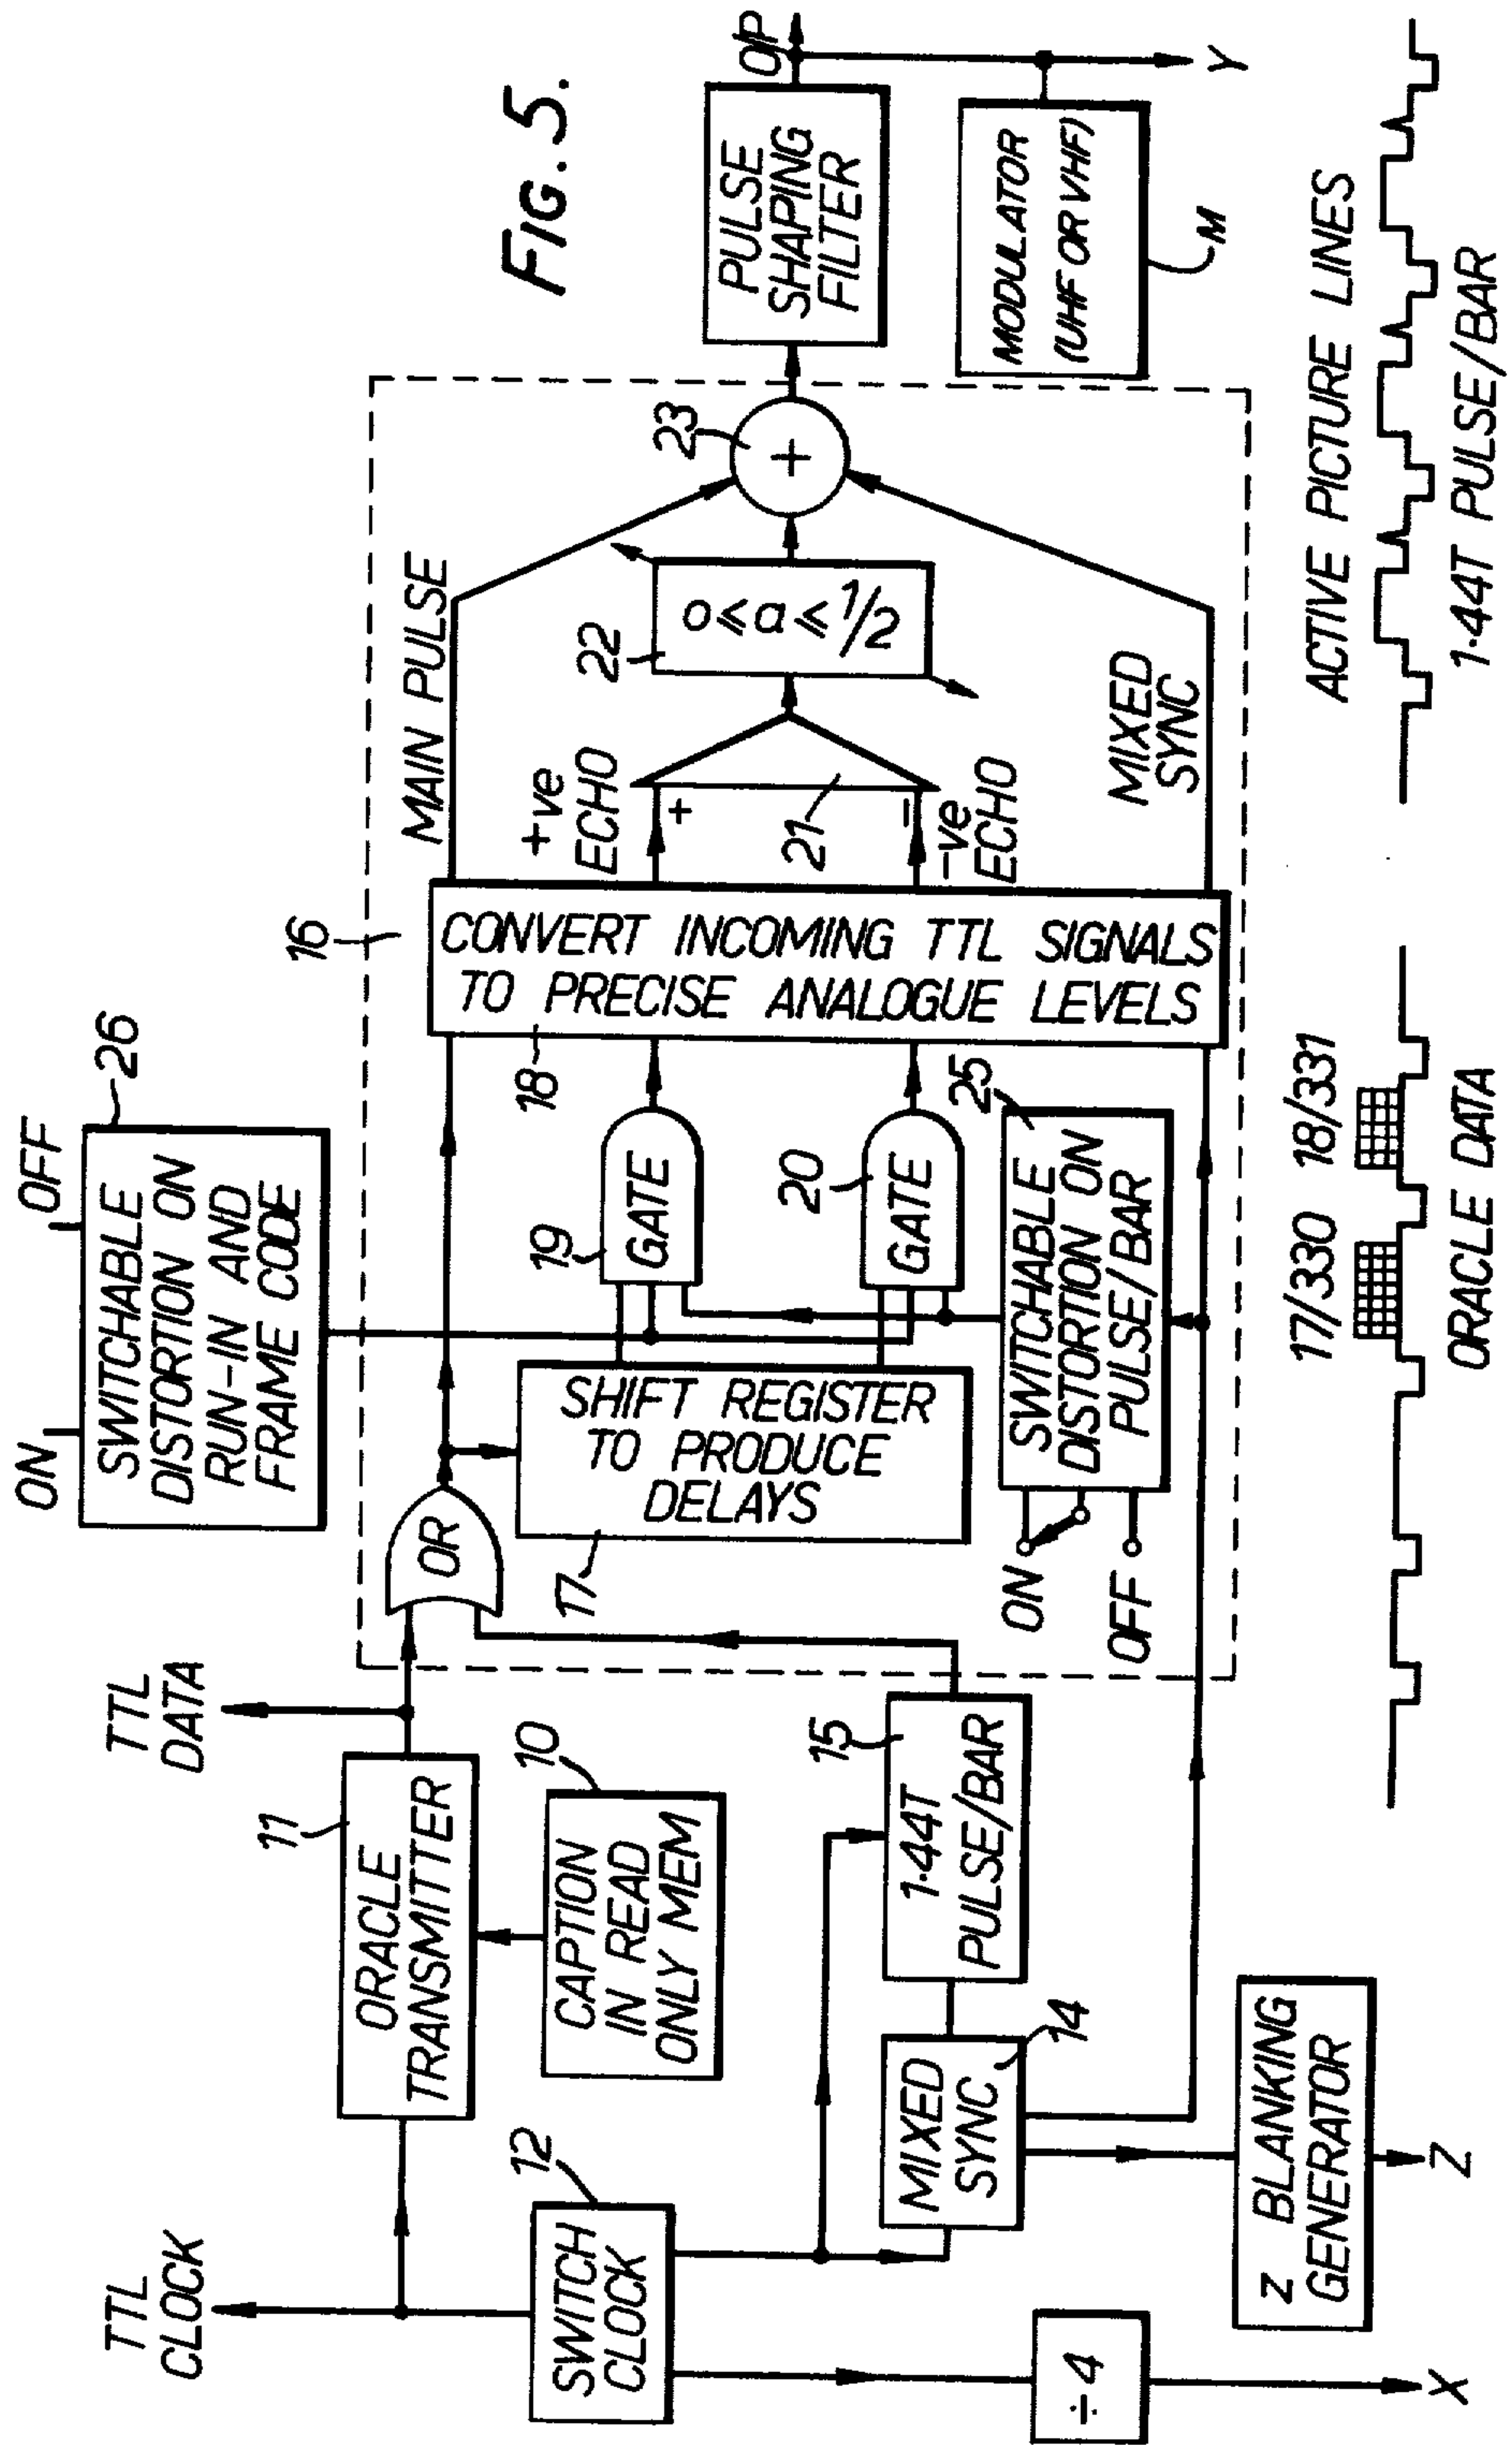 FIG. 5.
TTL
CLOCK
TTL
DATA
ON
OFF
SWITCHABLE
DISTORTION ON
RUN-IN AND
FRAME CODE
26
11
ORACLE
TRANSMITTER
10
CAPTION
IN READ
ONLY MEM
12
SWITCH
CLOCK
÷4
X
14
MIXED
SYNC
15
1·44T
PULSE/BAR
Z BLANKING
GENERATOR
Z
16
OR
17
SHIFT REGISTER
TO PRODUCE
DELAYS
19
GATE
20
GATE
25
SWITCHABLE
DISTORTION ON
PULSE/BAR
ON
OFF
18
CONVERT INCOMING TTL SIGNALS
TO PRECISE ANALOGUE LEVELS
MAIN PULSE
+ve
ECHO
+
21
−
−ve
ECHO
MIXED
SYNC
22
0≤a≤1/2
23
+
PULSE
SHAPING
FILTER
O/P
MODULATOR
(UHF OR VHF)
M
Y
17/330 18/331
ORACLE DATA
ACTIVE PICTURE LINES
1·44T PULSE/BAR